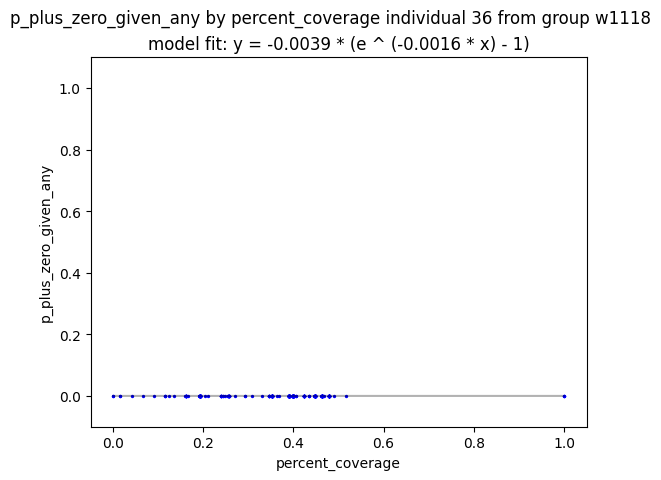 p_plus_zero_given_any by percent_coverage individual 36 from group w1118
model fit: y = -0.0039 * (e ^ (-0.0016 * x) - 1)
1.0
0.8
0.6
0.4
0.2
0.0
p_plus_zero_given_any
0.0 0.2 0.4 0.6 0.8 1.0
percent_coverage